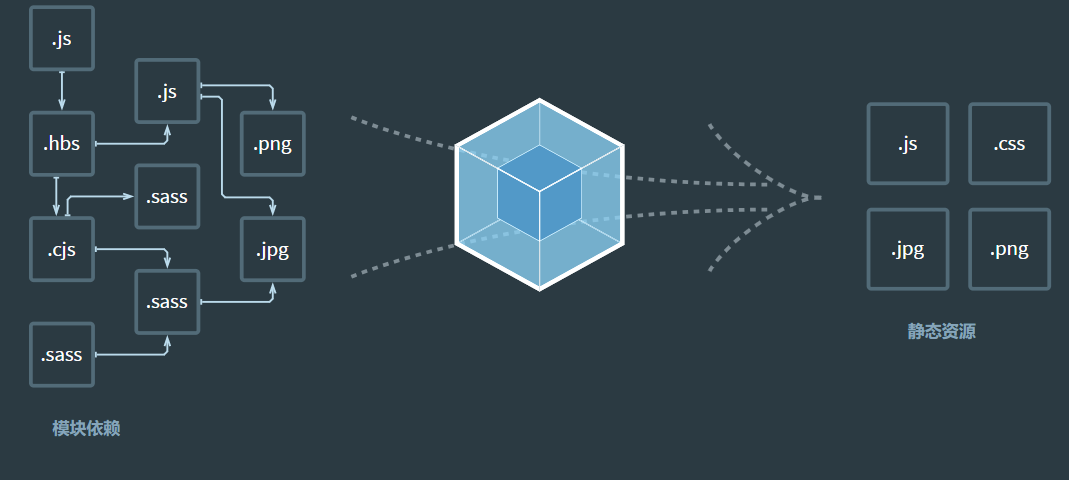 .js
.js
.hbs
.png
.sass
.cjs
.jpg
.sass
.sass
模块依赖
.js
.css
.jpg
.png
静态资源